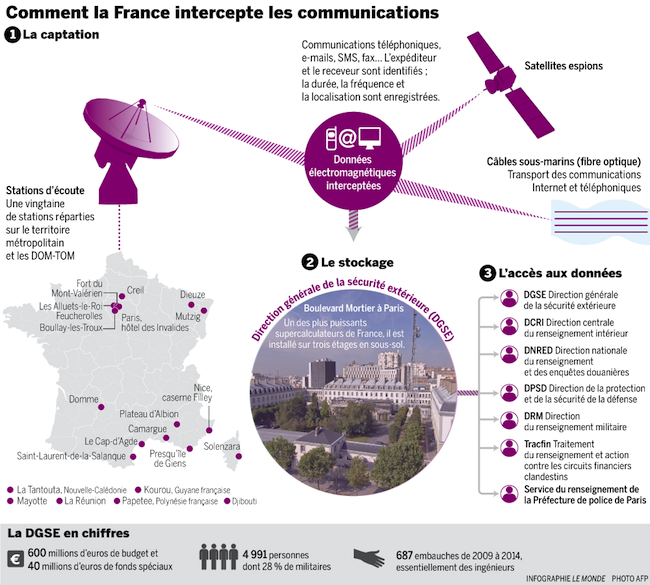 Comment la France intercepte les communications
1 La captation
Communications téléphoniques,
e-mails, SMS, fax... L'expéditeur
et le receveur sont identifiés ;
la durée, la fréquence et
la localisation sont enregistrées.
Satellites espions
@
Données
électromagnétiques
interceptées
Câbles sous-marins (fibre optique)
Transport des communications
Internet et téléphoniques
Stations d'écoute
Une vingtaine
de stations réparties
sur le territoire
métropolitain
et les DOM-TOM
Fort du
Mont-Valérien
Creil
Les Alluets-le-Roi
Feucherolles
Boullay-les-Troux
Paris,
hôtel des Invalides
Dieuze
Mutzig
Domme
Nice,
caserne Filley
Plateau d'Albion
Camargue
Le Cap-d'Agde
Saint-Laurent-de-la-Salanque
Presqu'île
de Giens
Solenzara
La Tantouta, Nouvelle-Calédonie
Kourou, Guyane française
Mayotte
La Réunion
Papetee, Polynésie française
Djibouti
2 Le stockage
Direction générale de la sécurité extérieure (DGSE)
Boulevard Mortier à Paris
Un des plus puissants
supercalculateurs de France, il est
installé sur trois étages en sous-sol.
3 L'accès aux données
DGSE Direction générale
de la sécurité extérieure
DCRI Direction centrale
du renseignement intérieur
DNRED Direction nationale
du renseignement
et des enquêtes douanières
DPSD Direction de la protection
et de la sécurité de la défense
DRM Direction
du renseignement militaire
Tracfin Traitement
du renseignement et action
contre les circuits financiers
clandestins
Service du renseignement de
la Préfecture de police de Paris
La DGSE en chiffres
€
600 millions d'euros de budget et
40 millions d'euros de fonds spéciaux
4 991 personnes
dont 28 % de militaires
687 embauches de 2009 à 2014,
essentiellement des ingénieurs
INFOGRAPHIE LE MONDE PHOTO AFP